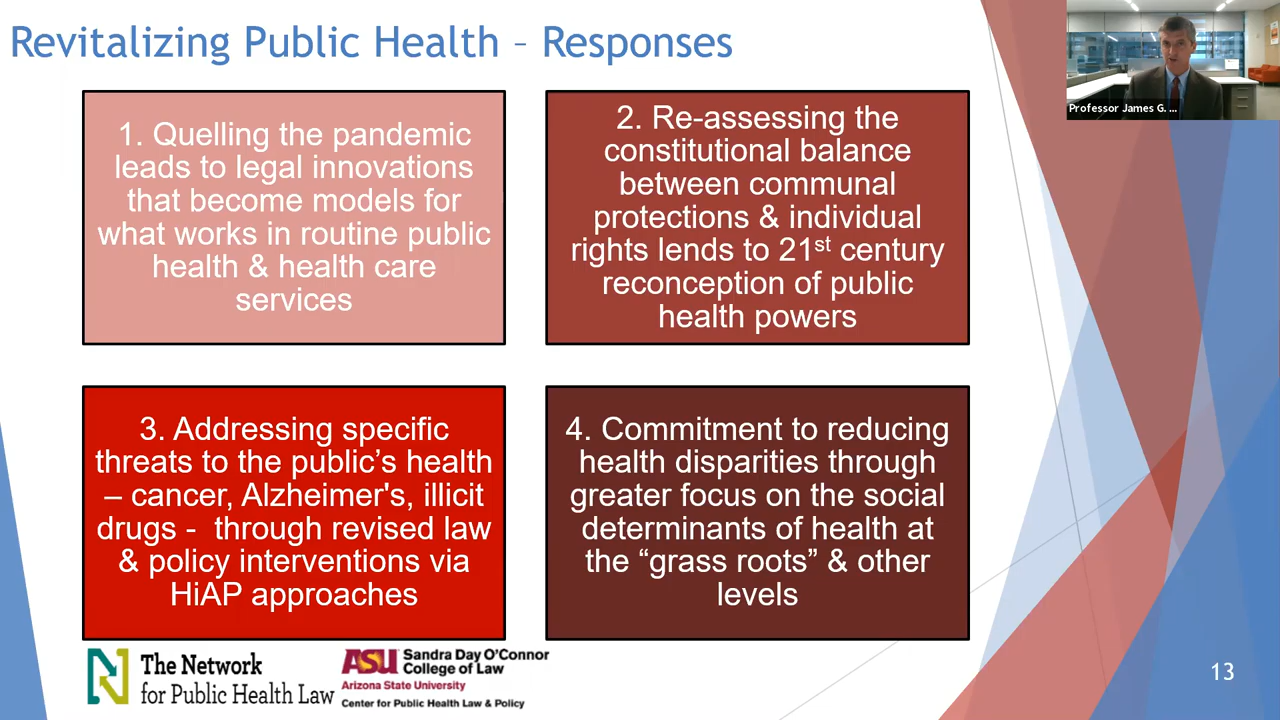 Revitalizing Public Health – Responses
Professor James G. ...
1. Quelling the pandemic
leads to legal innovations
that become models for
what works in routine public
health & health care
services
2. Re-assessing the
constitutional balance
between communal
protections & individual
rights lends to 21st century
reconception of public
health powers
3. Addressing specific
threats to the public’s health
– cancer, Alzheimer's, illicit
drugs - through revised law
& policy interventions via
HiAP approaches
4. Commitment to reducing
health disparities through
greater focus on the social
determinants of health at
the “grass roots” & other
levels
The Network
for Public Health Law
ASU Sandra Day O’Connor
College of Law
Arizona State University
Center for Public Health Law & Policy
13